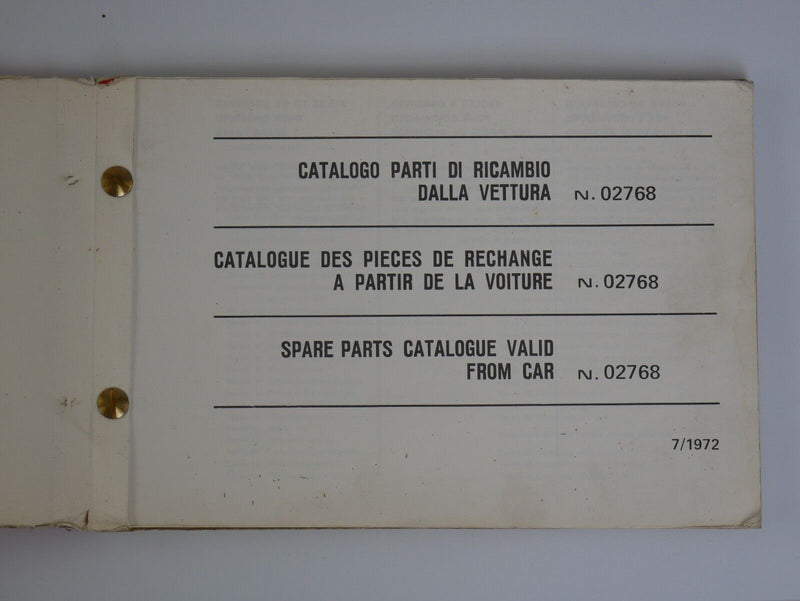 CATALOGO PARTI DI RICAMBIO
DALLA VETTURA N. 02768
CATALOGUE DES PIECES DE RECHANGE
A PARTIR DE LA VOITURE N. 02768
SPARE PARTS CATALOGUE VALID
FROM CAR N. 02768
7/1972